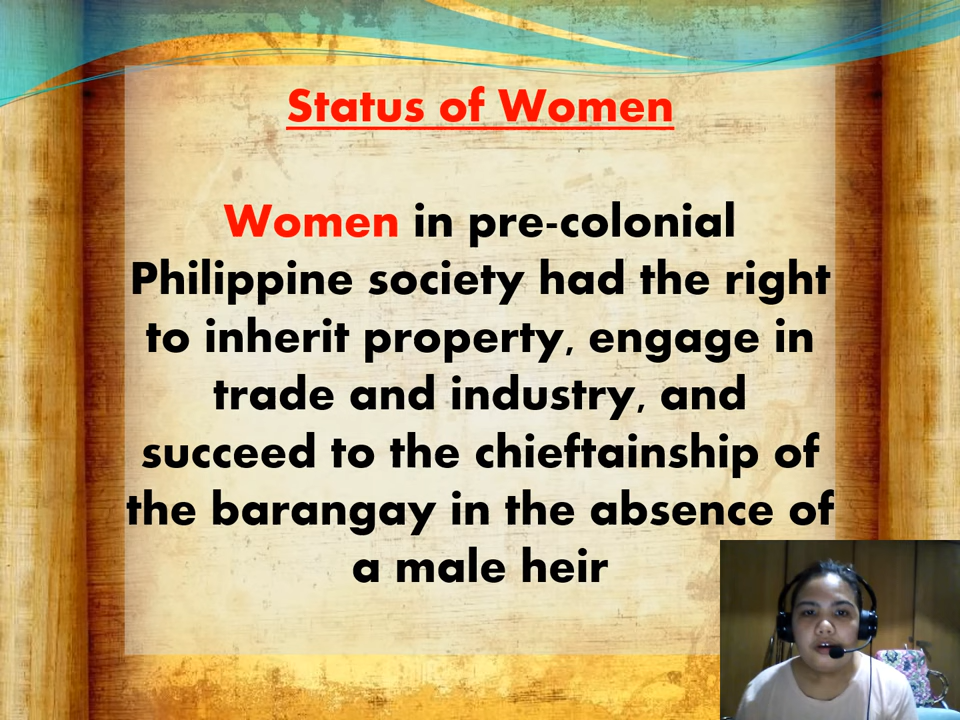 Status of Women
Women in pre-colonial
Philippine society had the right
to inherit property, engage in
trade and industry, and
succeed to the chieftainship of
the barangay in the absence of
a male heir